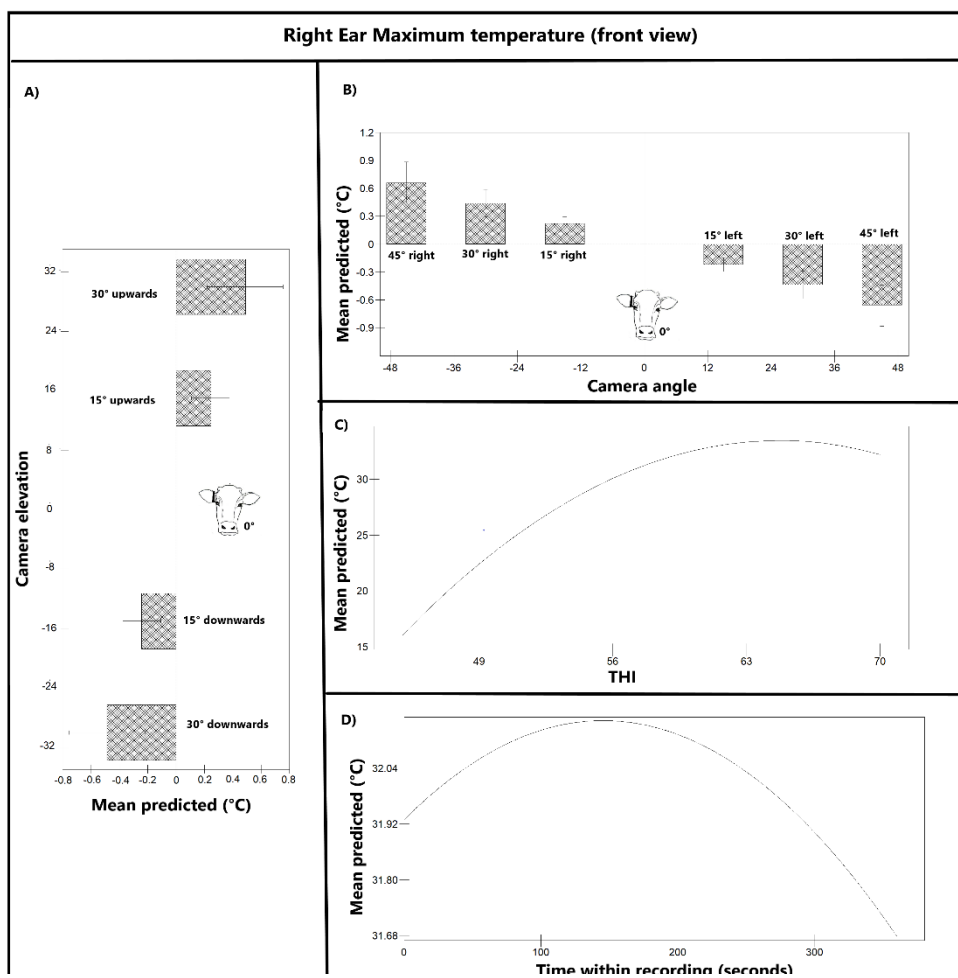 Right Ear Maximum temperature (front view)
A)
32
30° upwards
24
16
15° upwards
8
0
0°
-8
15° downwards
-16
-24
30° downwards
-32
Camera elevation
-0.8 -0.6 -0.4 -0.2 0 0.2 0.4 0.6 0.8
Mean predicted (°C)
B)
1.2
0.9
0.6
0.3
0
-0.3
-0.6
-0.9
Mean predicted (°C)
45° right 30° right 15° right
15° left 30° left 45° left
0°
-48 -36 -24 -12 0 12 24 36 48
Camera angle
C)
30
25
20
15
Mean predicted (°C)
49 56 63 70
THI
D)
32.04
31.92
31.80
31.68
Mean predicted (°C)
0 100 200 300
Time within recording (seconds)